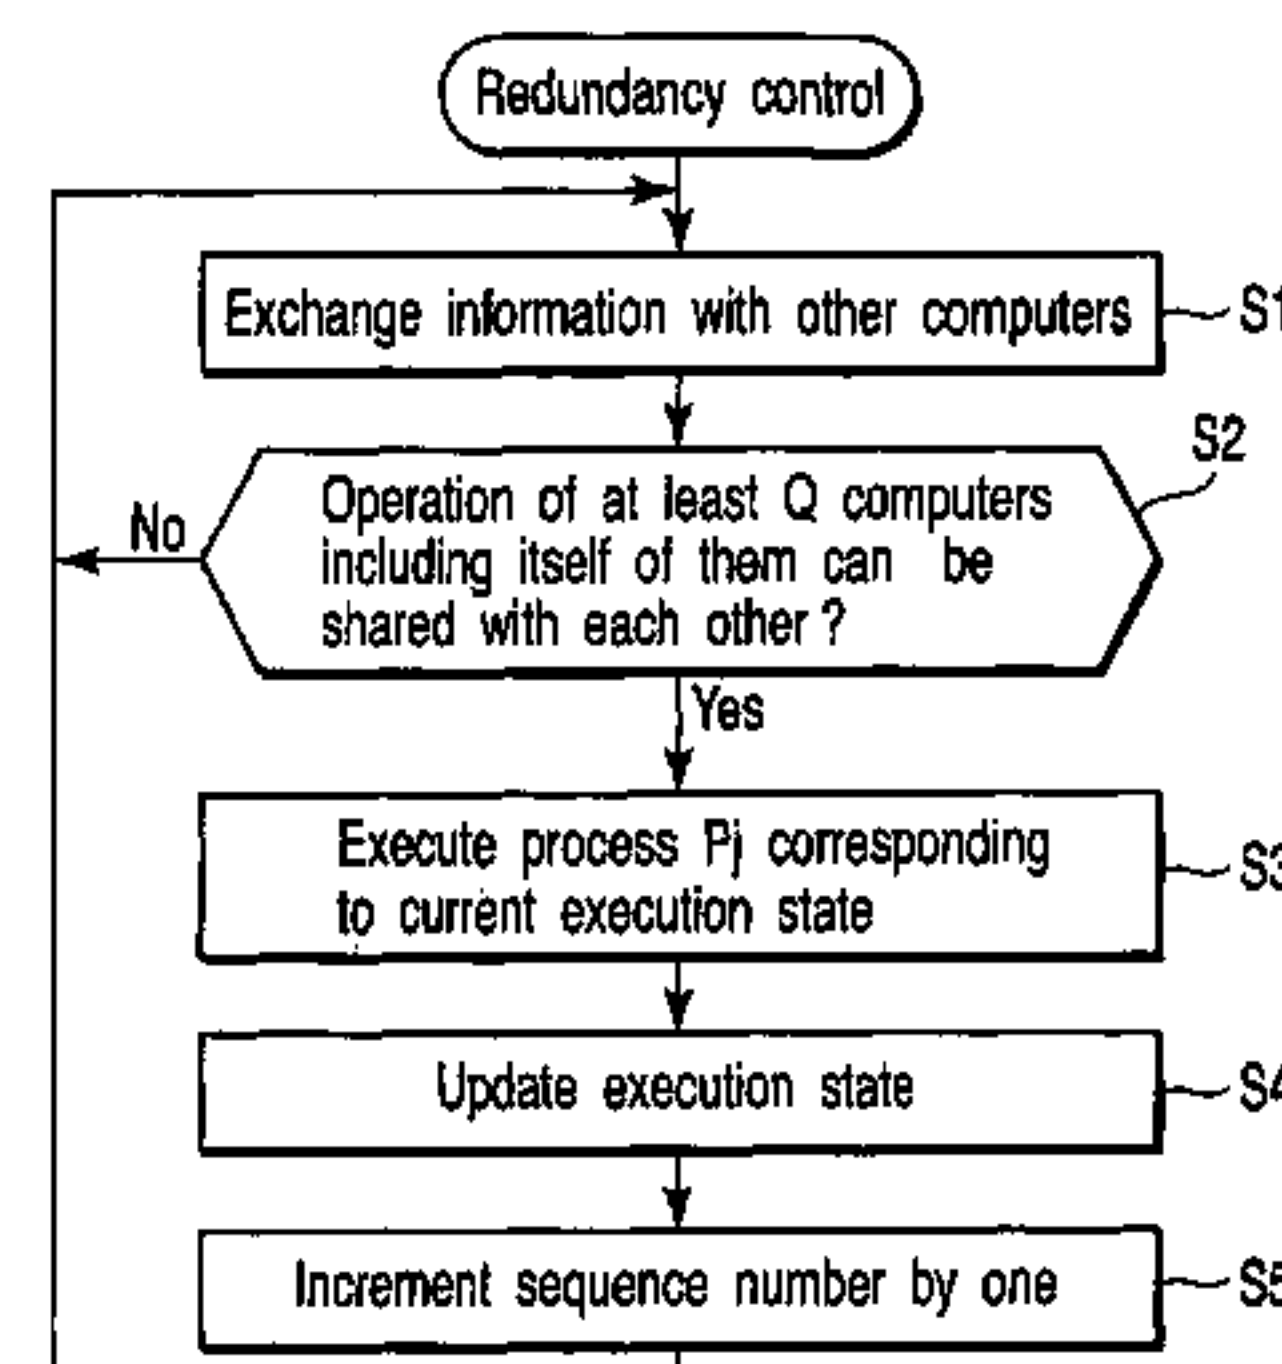 Redundancy control
Exchange information with other computers
S1
S2
Operation of at least Q computers
including itself of them can be
shared with each other ?
No
Yes
Execute process Pj corresponding
to current execution state
S3
Update execution state
S4
Increment sequence number by one
S5